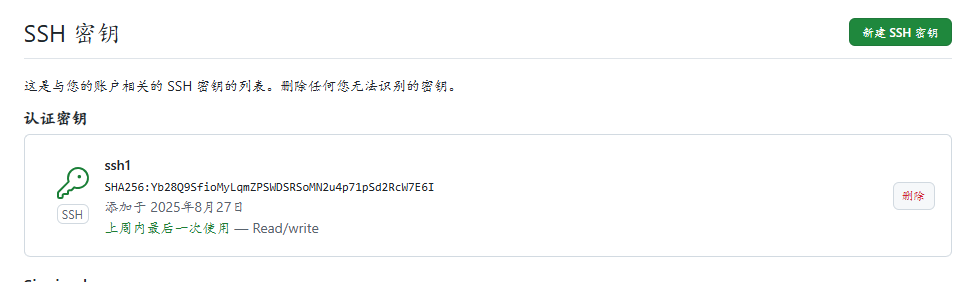 SSH 密钥
新建 SSH 密钥
这是与您的账户相关的 SSH 密钥的列表。删除任何您无法识别的密钥。
认证密钥
ssh1
SHA256:Yb28Q9SfioMyLqmZPSWDSRSoMN2u4p71pSd2RcW7E6I
SSH
添加于 2025年8月27日
上周内最后一次使用 — Read/write
删除